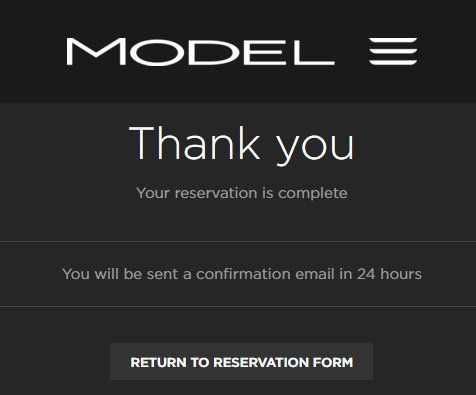 MODEL
Thank you
Your reservation is complete
You will be sent a confirmation email in 24 hours
RETURN TO RESERVATION FORM